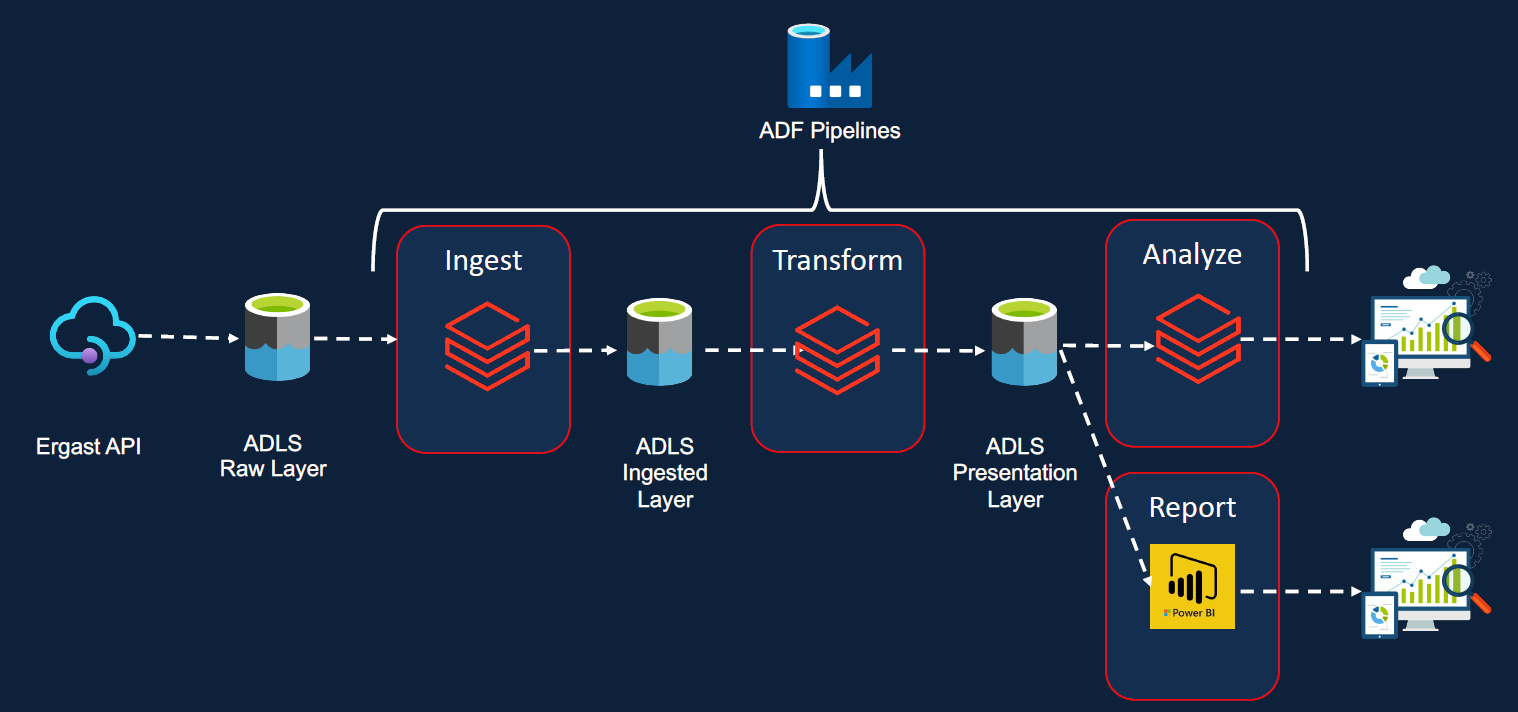 ADF Pipelines
Ingest
Transform
Analyze
Ergast API
ADLS
Raw Layer
ADLS
Ingested
Layer
ADLS
Presentation
Layer
Report
Power BI